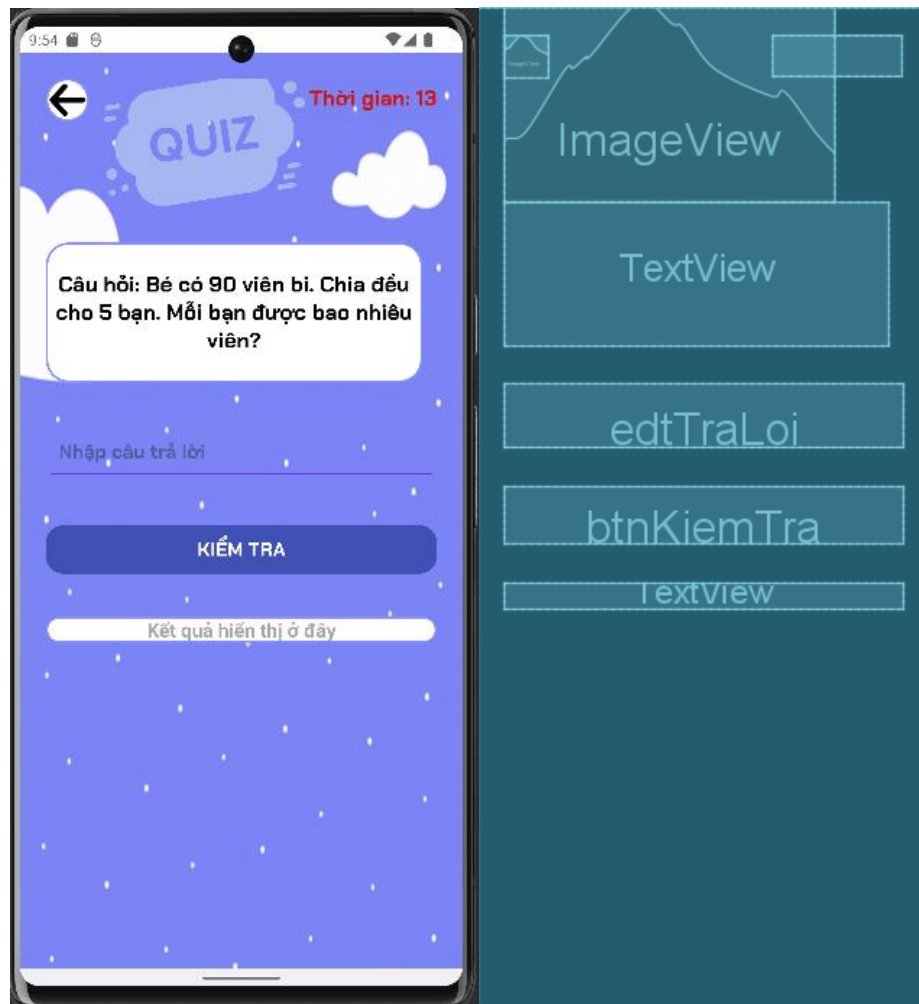 9:54
Thời gian: 13
QUIZ
Câu hỏi: Bé có 90 viên bi. Chia đều
cho 5 bạn. Mỗi bạn được bao nhiêu
viên?
Nhập câu trả lời
KIỂM TRA
Kết quả hiển thị ở đây
ImageView
ImageView
TextView
edtTraLoi
btnKiemTra
TextView